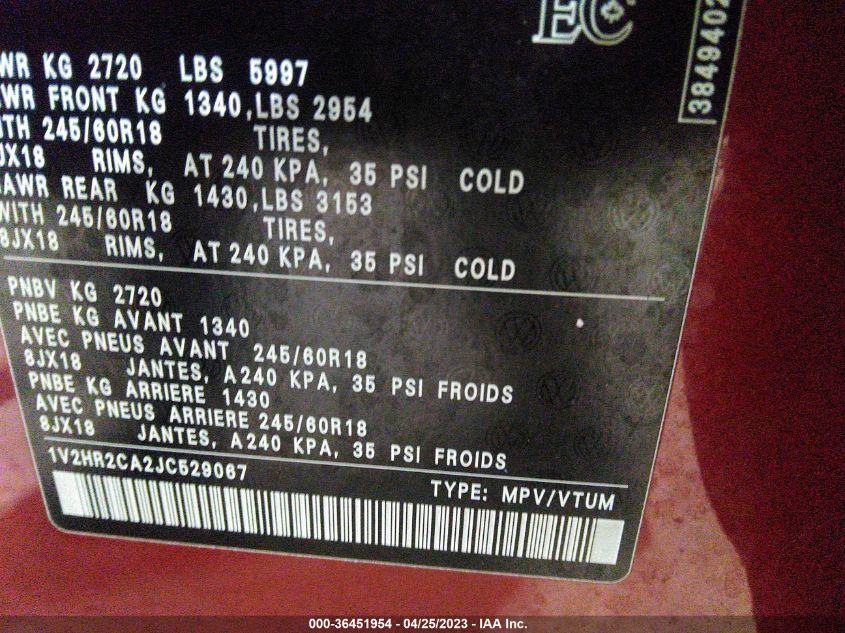 EC
3849402
WR KG 2720 LBS 5997
WR FRONT KG 1340,LBS 2954
ITH 245/60R18 TIRES,
JX18 RIMS, AT 240 KPA, 35 PSI COLD
AWR REAR KG 1430,LBS 3153
WITH 245/60R18 TIRES,
8JX18 RIMS, AT 240 KPA, 35 PSI COLD
PNBV KG 2720
PNBE KG AVANT 1340
AVEC PNEUS AVANT 245/60R18
8JX18 JANTES, A 240 KPA, 35 PSI FROIDS
PNBE KG ARRIERE 1430
AVEC PNEUS ARRIERE 245/60R18
8JX18 JANTES, A 240 KPA, 35 PSI FROIDS
1V2HR2CA2JC529067
TYPE: MPV/VTUM
000-36451954 - 04/25/2023 - IAA Inc.